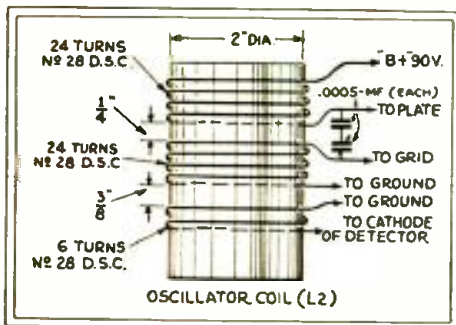 2" DIA.
24 TURNS
Nº 28 D.S.C.
"B+"90V.
.0005-MF (EACH)
1/4"
TO PLATE
24 TURNS
Nº 28 D.S.C
TO GRID
TO GROUND
3/8"
TO GROUND
TO CATHODE
OF DETECTOR
6 TURNS
Nº 28 D.S.C.
OSCILLATOR COIL (L2)